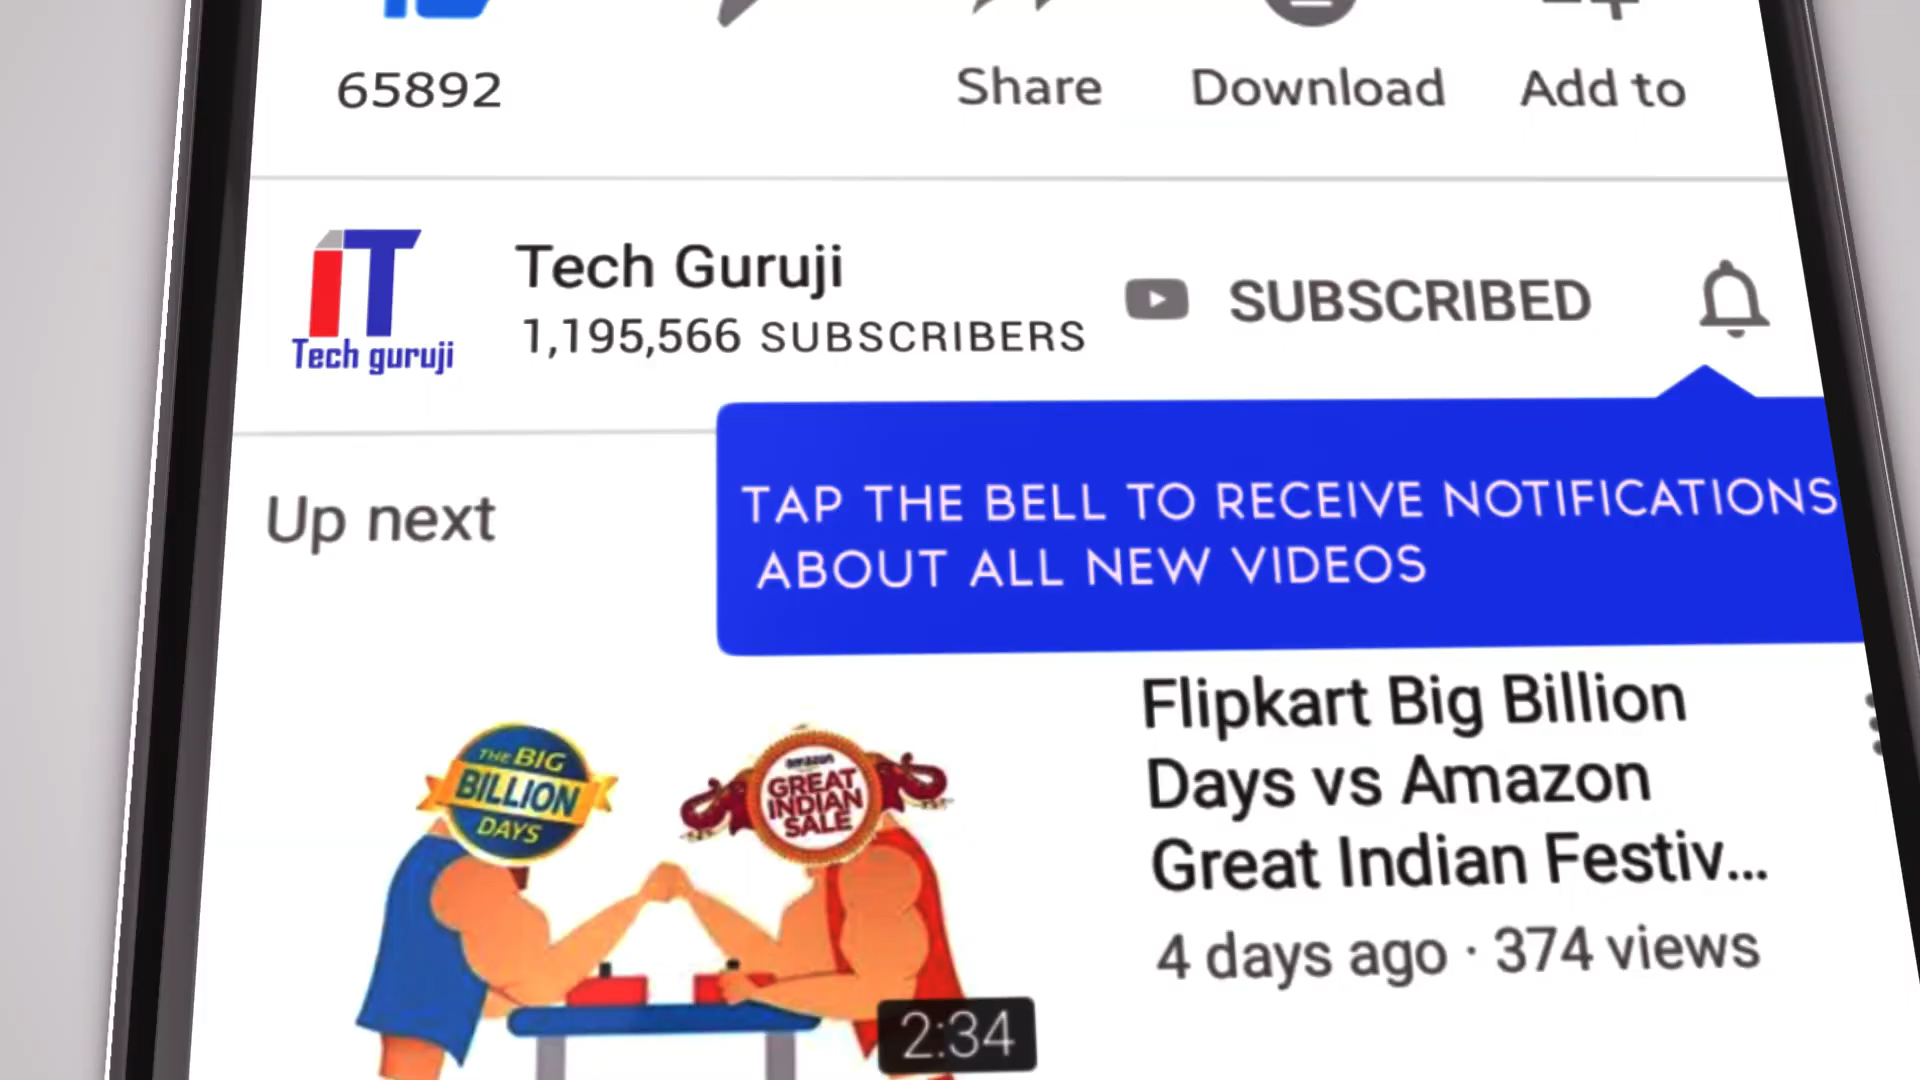 65892
Share
Download
Add to
Tech Guruji
1,195,566 SUBSCRIBERS
SUBSCRIBED
IT
Tech guruji
TAP THE BELL TO RECEIVE NOTIFICATIONS
ABOUT ALL NEW VIDEOS
Up next
THE BIG
BILLION
DAYS
amazon
GREAT
INDIAN
SALE
2:34
Flipkart Big Billion
Days vs Amazon
Great Indian Festiv...
4 days ago · 374 views